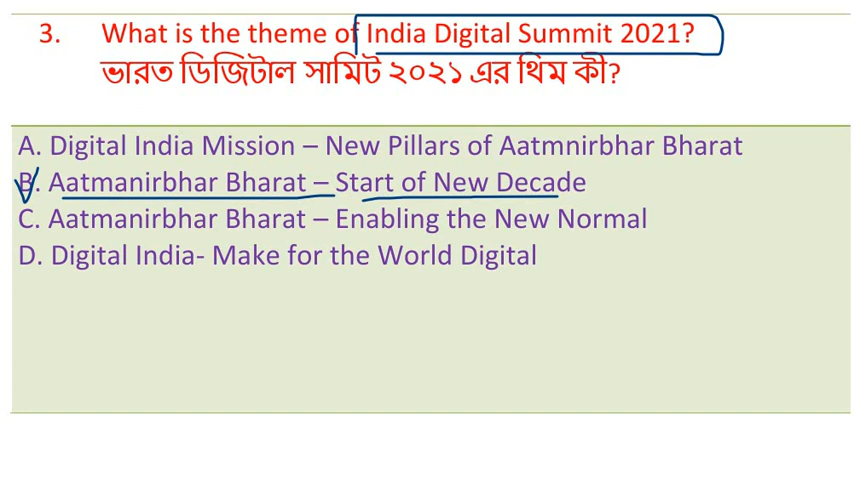 3. What is the theme of India Digital Summit 2021?
ভারত ডিজিটাল সামিট ২০২১ এর থিম কী?
A. Digital India Mission – New Pillars of Aatmnirbhar Bharat
B. Aatmanirbhar Bharat – Start of New Decade
C. Aatmanirbhar Bharat – Enabling the New Normal
D. Digital India- Make for the World Digital